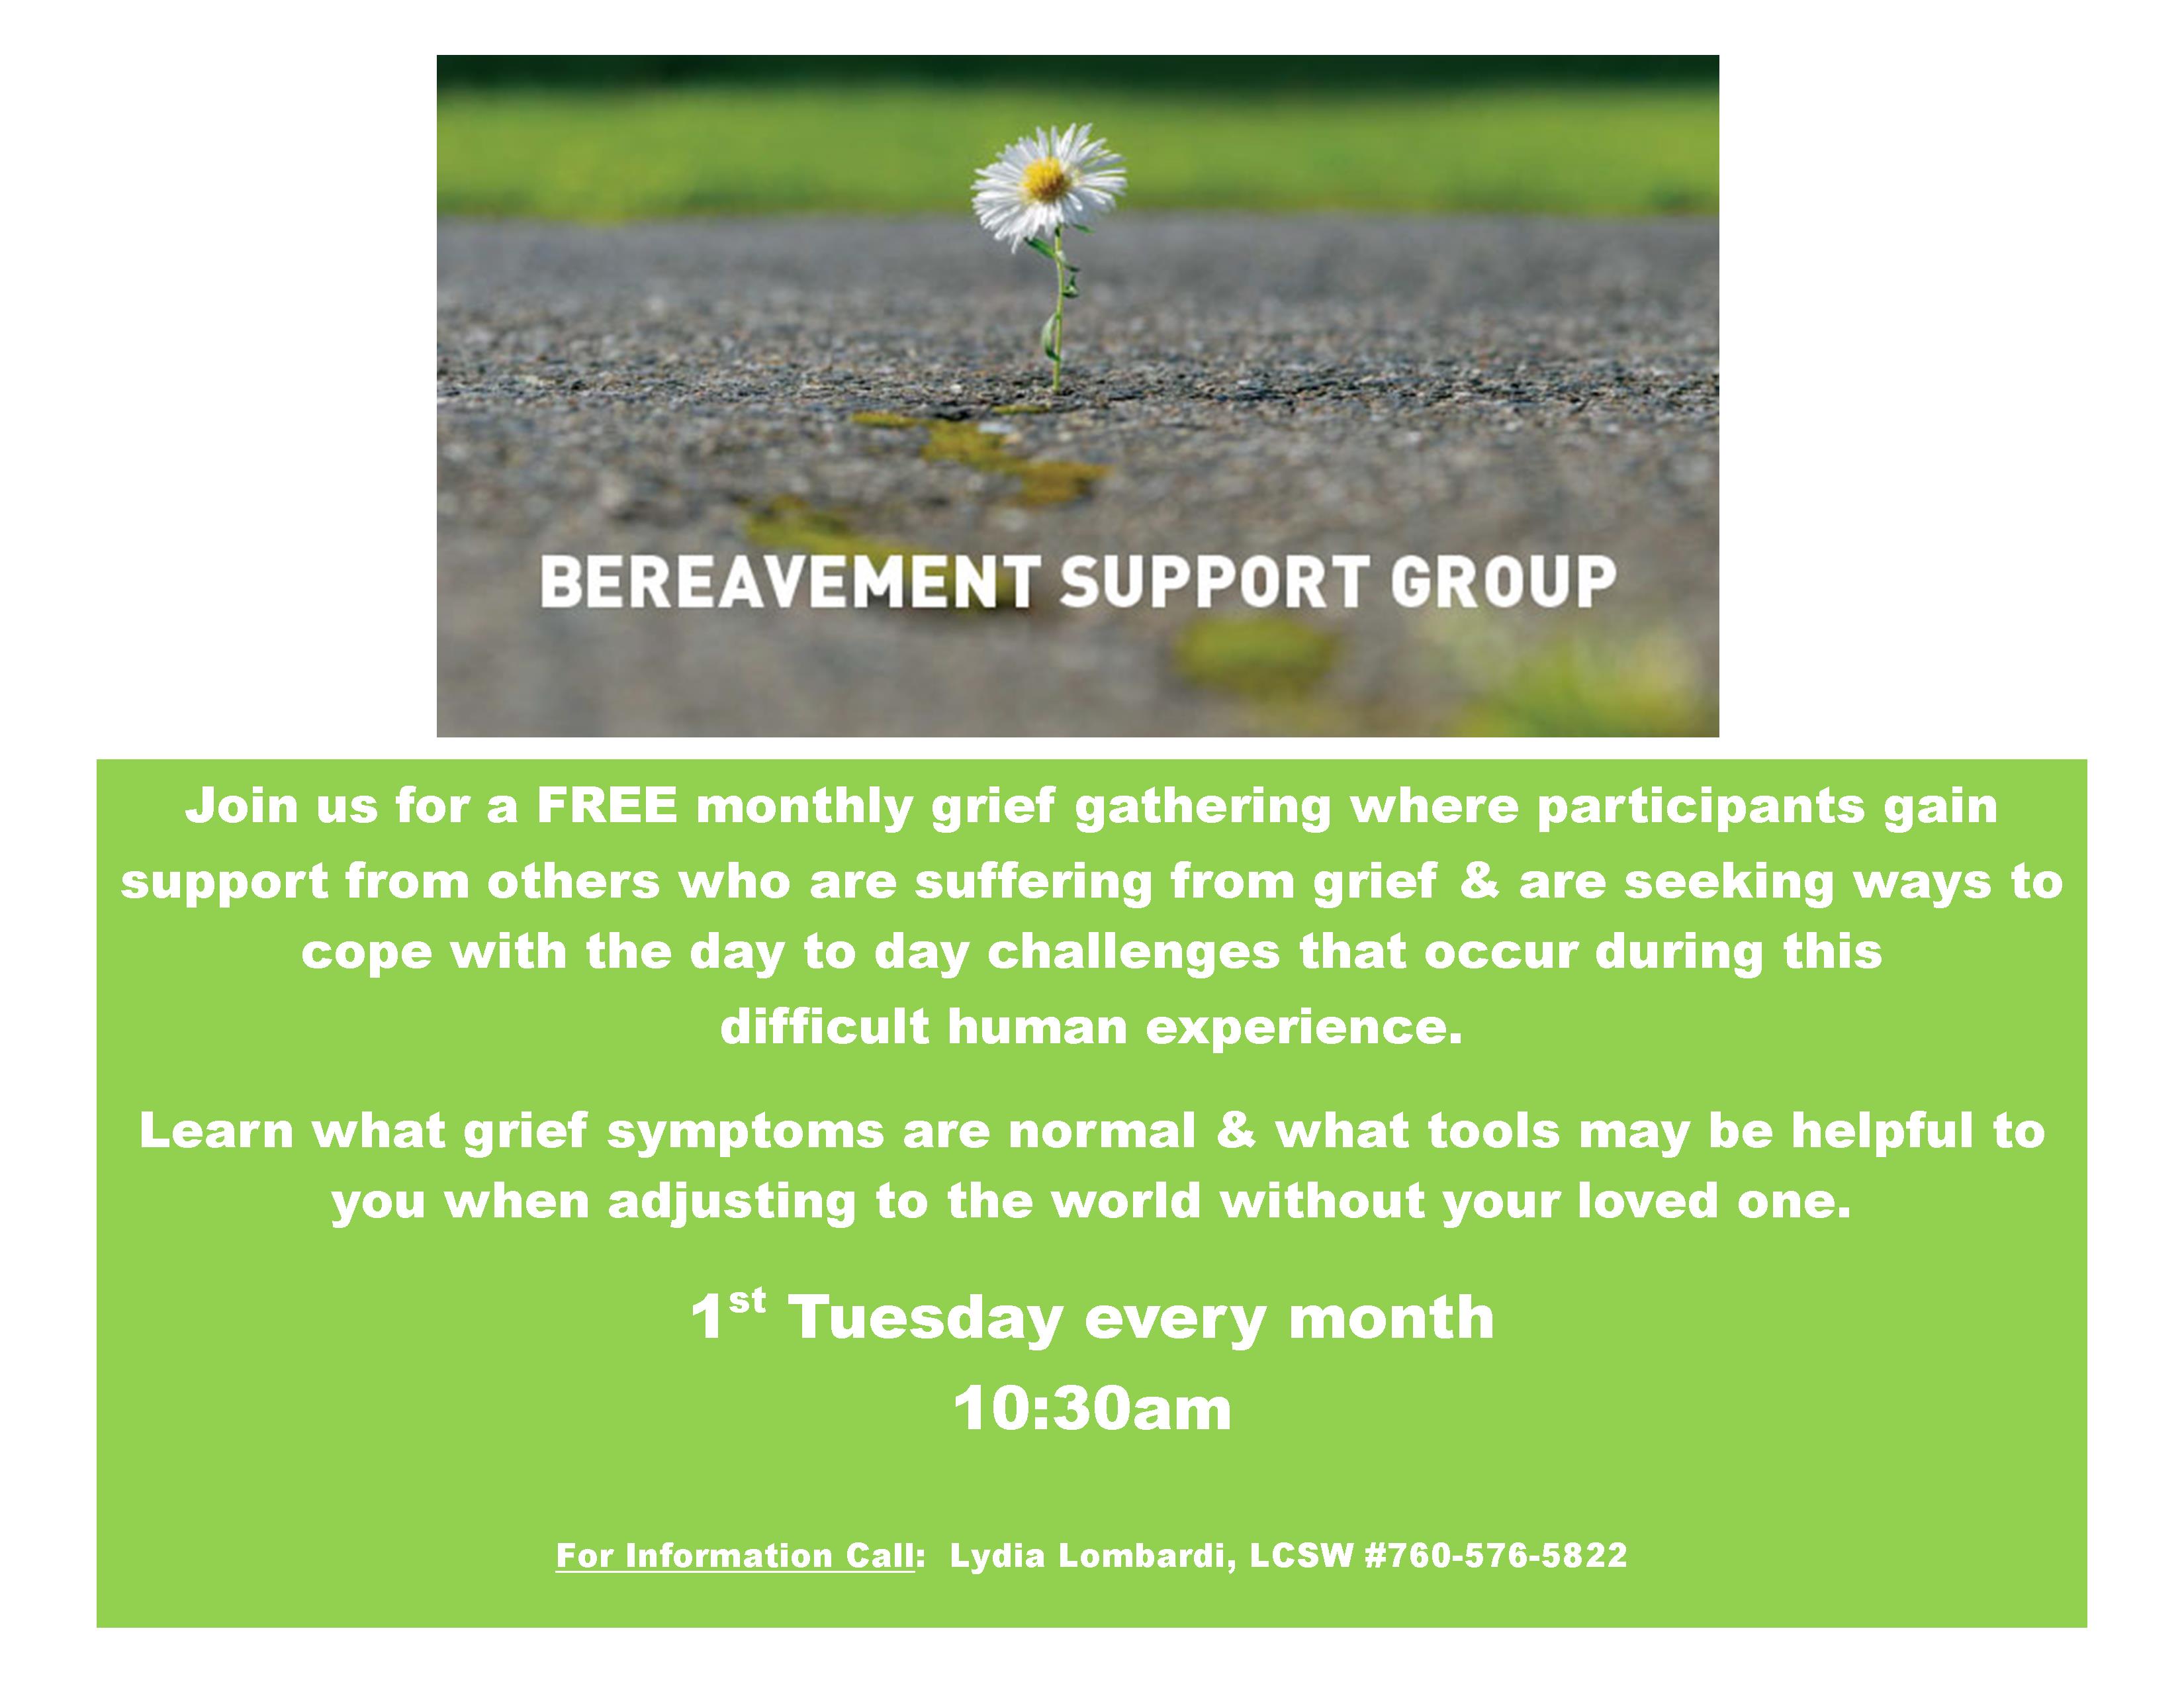 BEREAVEMENT SUPPORT GROUP
Join us for a FREE monthly grief gathering where participants gain
support from others who are suffering from grief & are seeking ways to
cope with the day to day challenges that occur during this
difficult human experience.
Learn what grief symptoms are normal & what tools may be helpful to
you when adjusting to the world without your loved one.
1st Tuesday every month
10:30am
For Information Call: Lydia Lombardi, LCSW #760-576-5822